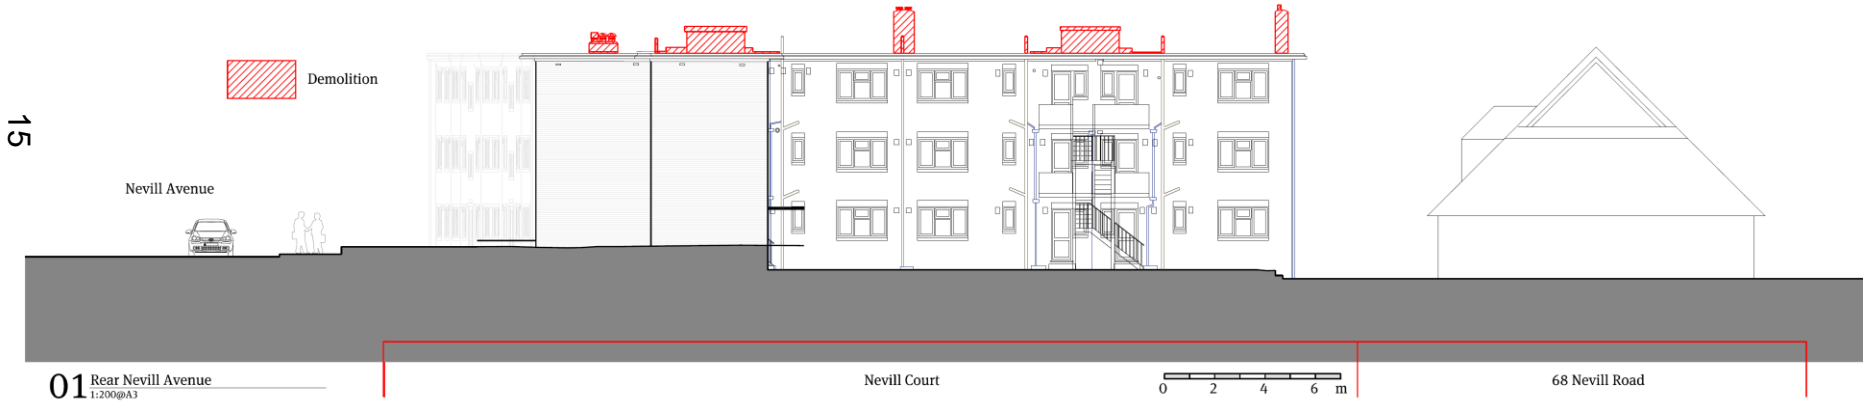 Demolition
15
Nevill Avenue
01 Rear Nevill Avenue
1:200@A3
Nevill Court
0 2 4 6 m
68 Nevill Road